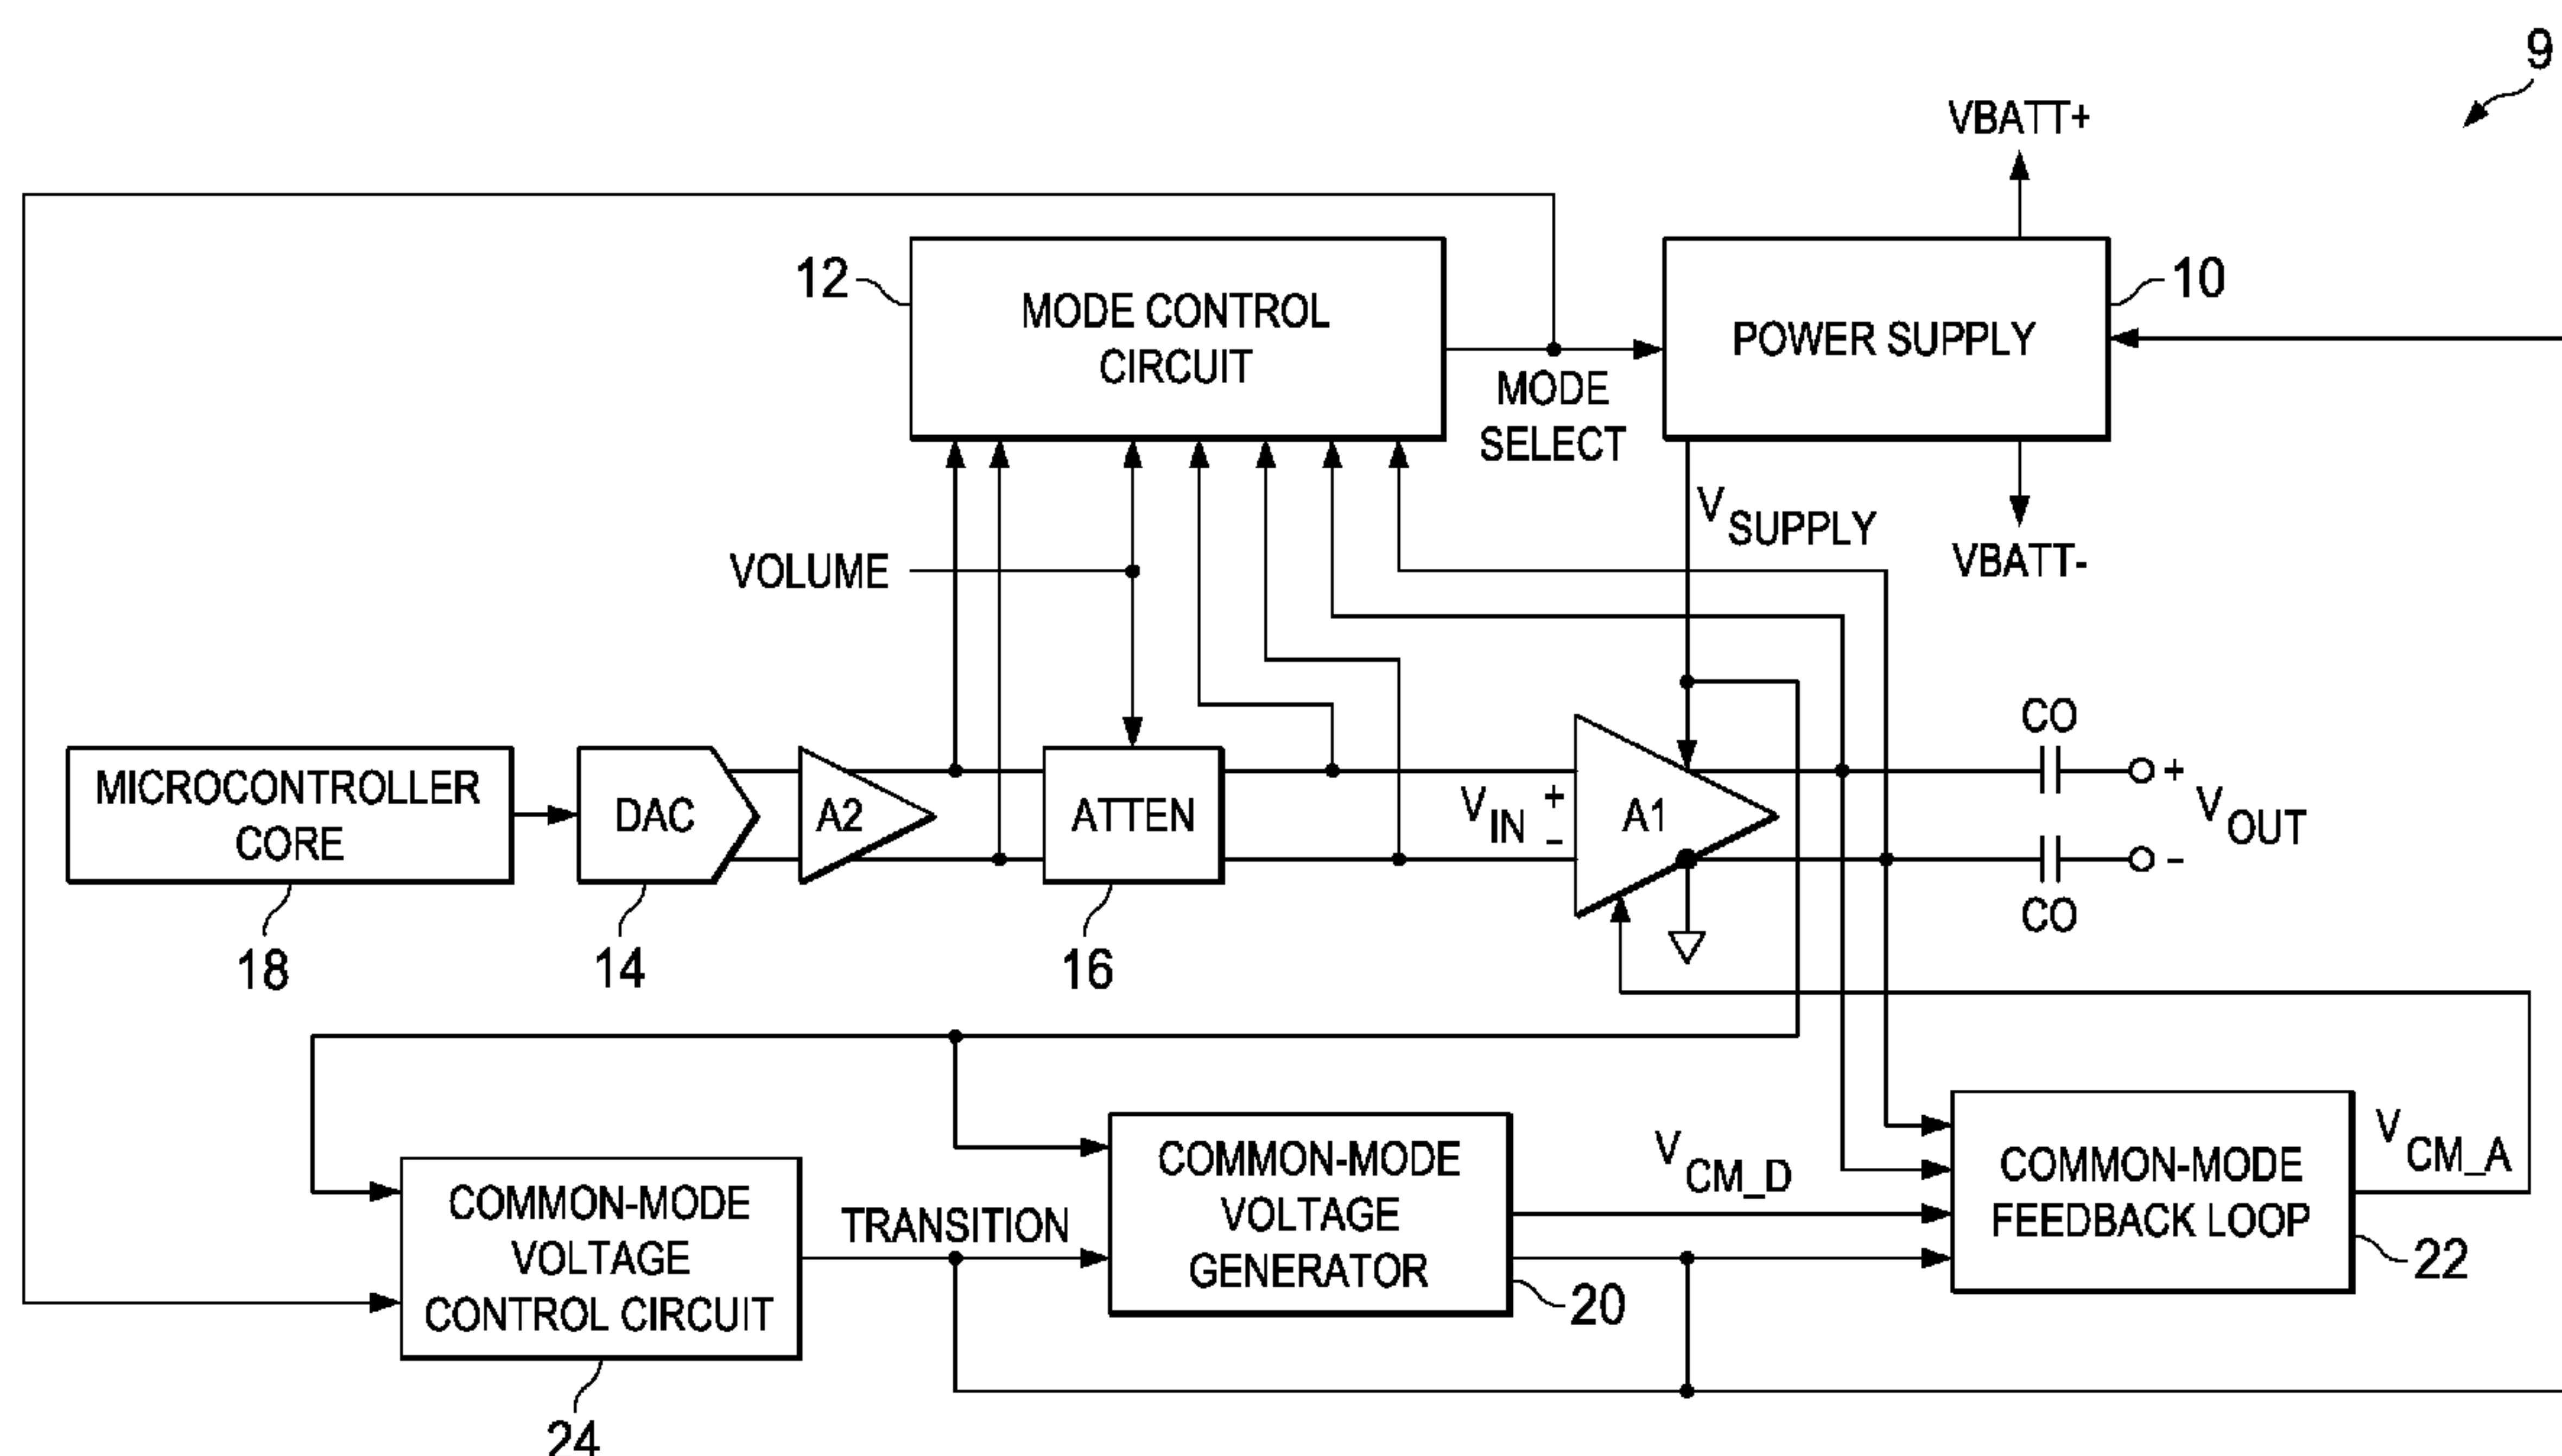 9
VBATT+
12
MODE CONTROL
CIRCUIT
POWER SUPPLY
10
MODE
SELECT
VSUPPLY
VBATT-
VOLUME
MICROCONTROLLER
CORE
DAC
A2
ATTEN
VIN
+
-
A1
CO
+
VOUT
-
CO
18
14
16
COMMON-MODE
VOLTAGE
CONTROL CIRCUIT
TRANSITION
COMMON-MODE
VOLTAGE
GENERATOR
VCM_D
COMMON-MODE
FEEDBACK LOOP
VCM_A
20
22
24